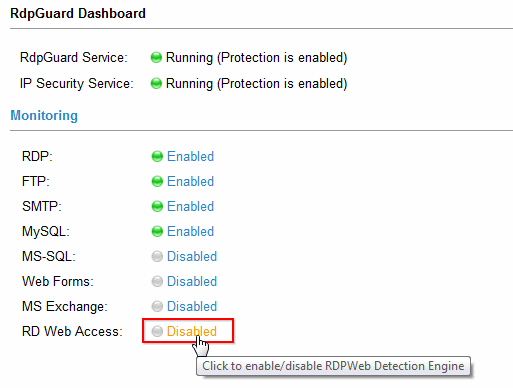 RdpGuard Dashboard
RdpGuard Service: Running (Protection is enabled)
IP Security Service: Running (Protection is enabled)
Monitoring
RDP: Enabled
FTP: Enabled
SMTP: Enabled
MySQL: Enabled
MS-SQL: Disabled
Web Forms: Disabled
MS Exchange: Disabled
RD Web Access: Disabled
Click to enable/disable RDPWeb Detection Engine